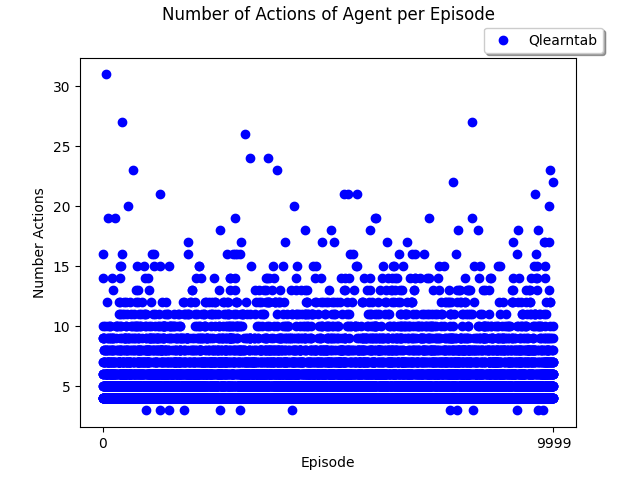 Number of Actions of Agent per Episode
Qlearntab
30
25
20
15
10
5
Number Actions
0 9999
Episode